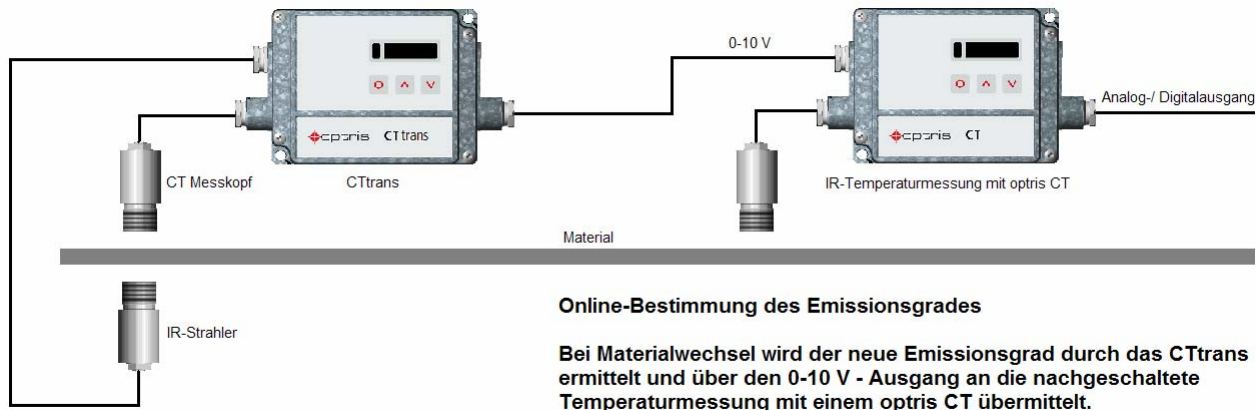 0-10 V
Analog-/ Digitalausgang
optris CTtrans
optris CT
CT Messkopf
CTtrans
IR-Temperaturmessung mit optris CT
Material
IR-Strahler
Online-Bestimmung des Emissionsgrades
Bei Materialwechsel wird der neue Emissionsgrad durch das CTtrans
ermittelt und über den 0-10 V - Ausgang an die nachgeschaltete
Temperaturmessung mit einem optris CT übermittelt.